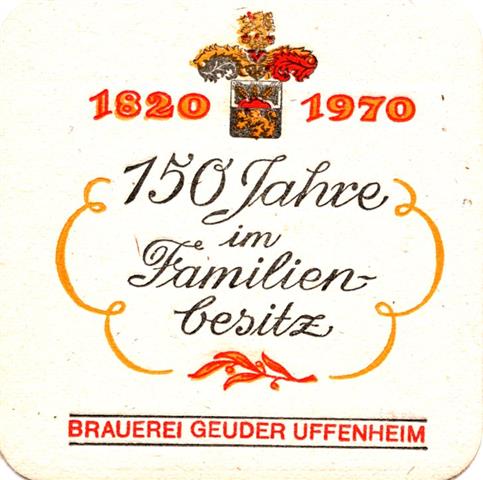 1820 1970
150 Jahre
im
Familien-
besitz
BRAUEREI GEUDER UFFENHEIM